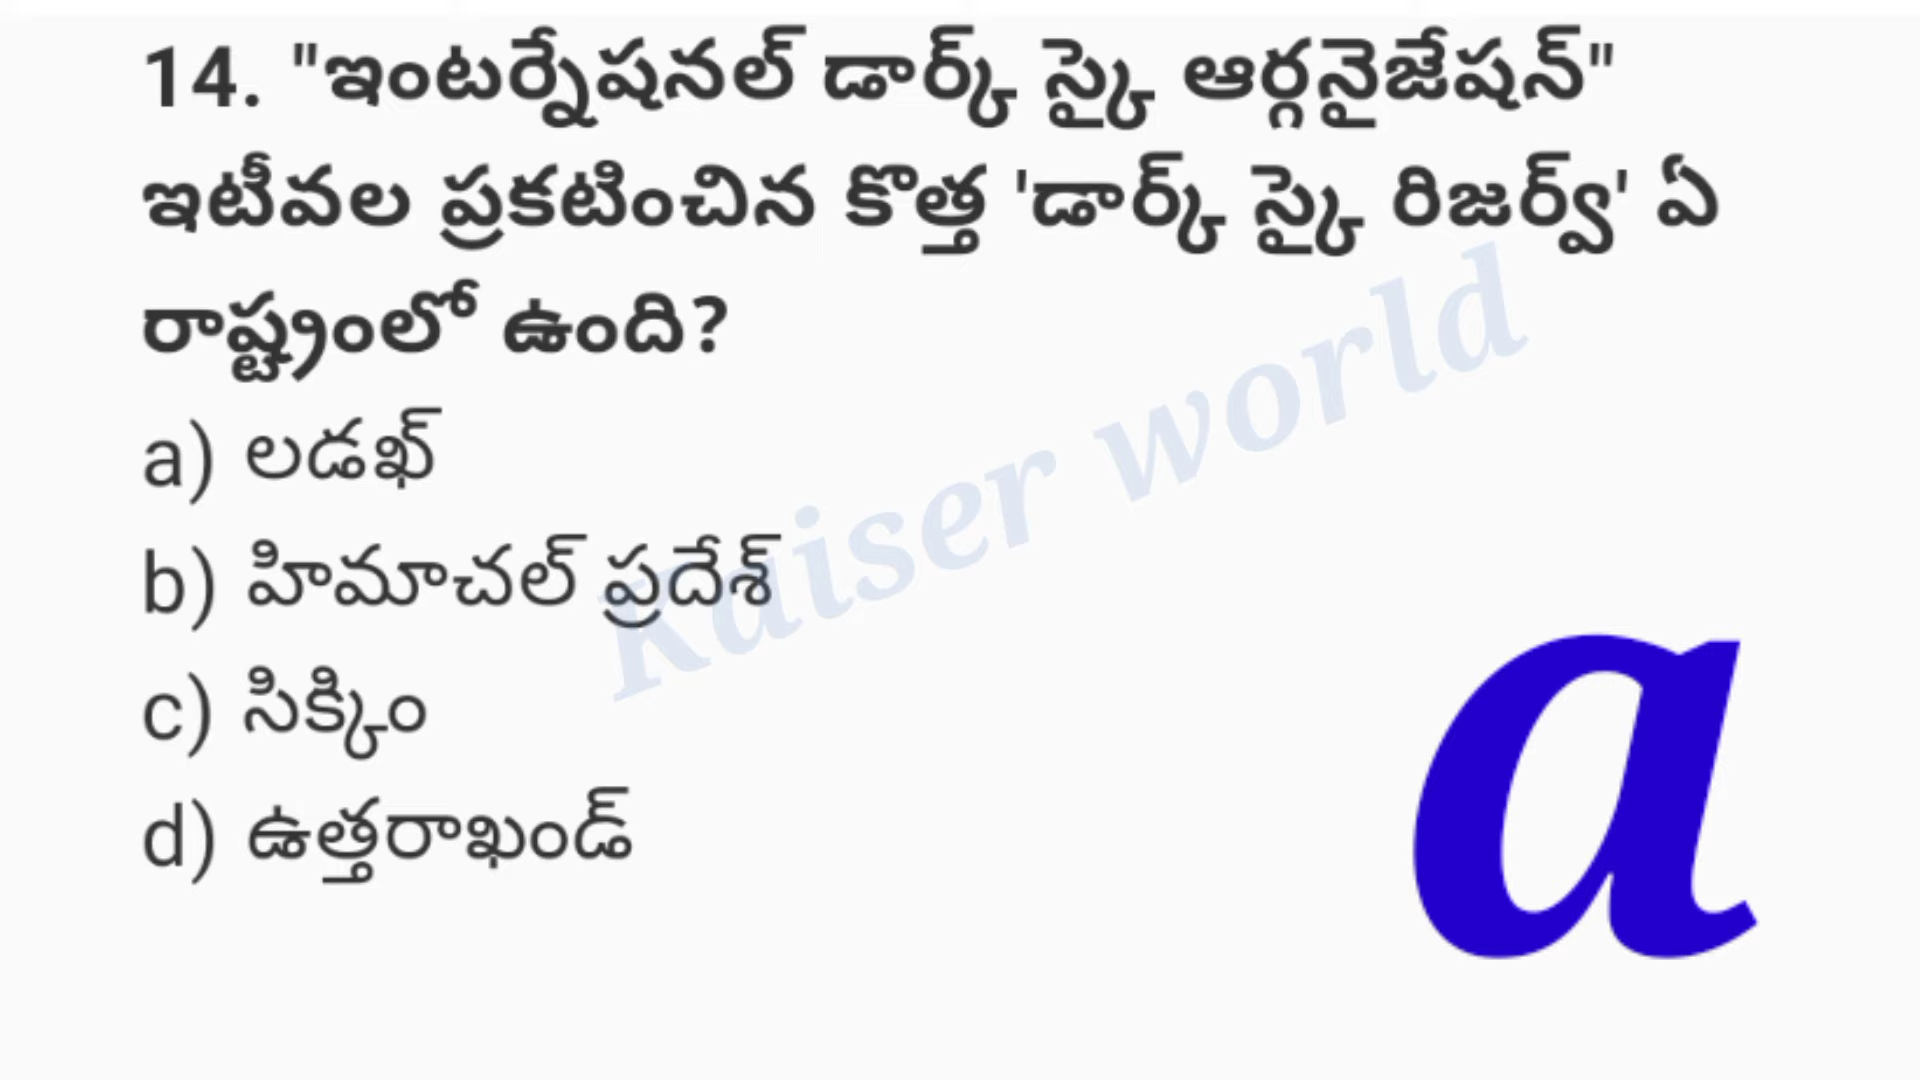 14. "ఇంటర్నేషనల్ డార్క్ స్కై ఆర్గనైజేషన్"
ఇటీవల ప్రకటించిన కొత్త 'డార్క్ స్కై రిజర్వ్' ఏ
రాష్ట్రంలో ఉంది?
a) లడఖ్
b) హిమాచల్ ప్రదేశ్
c) సిక్కిం
d) ఉత్తరాఖండ్
Kaiser world
a